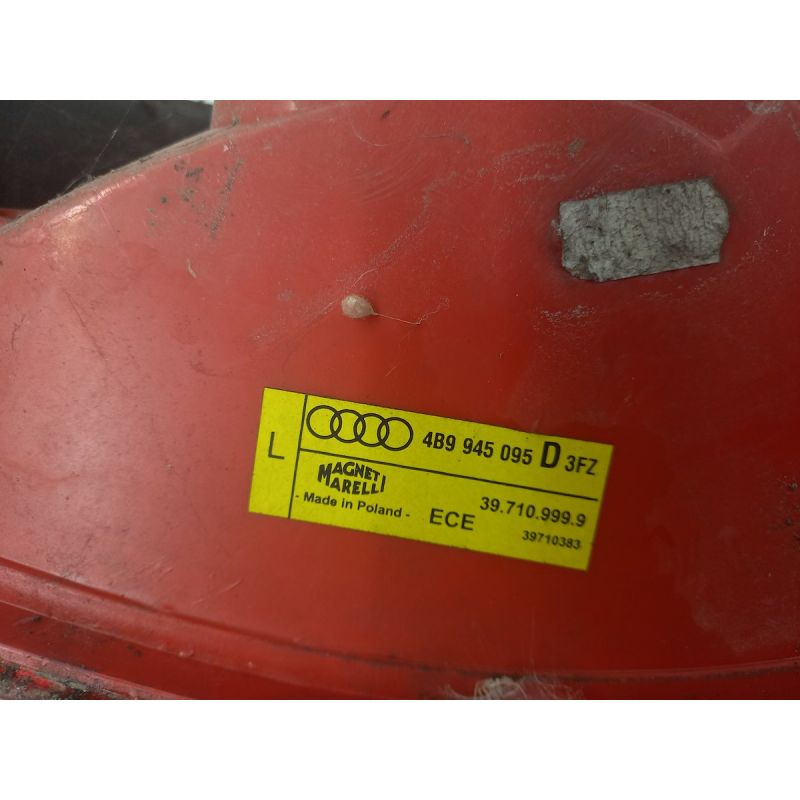 L
4B9 945 095 D 3FZ
MAGNETI MARELLI
- Made in Poland -
ECE
39.710.999.9
39710383